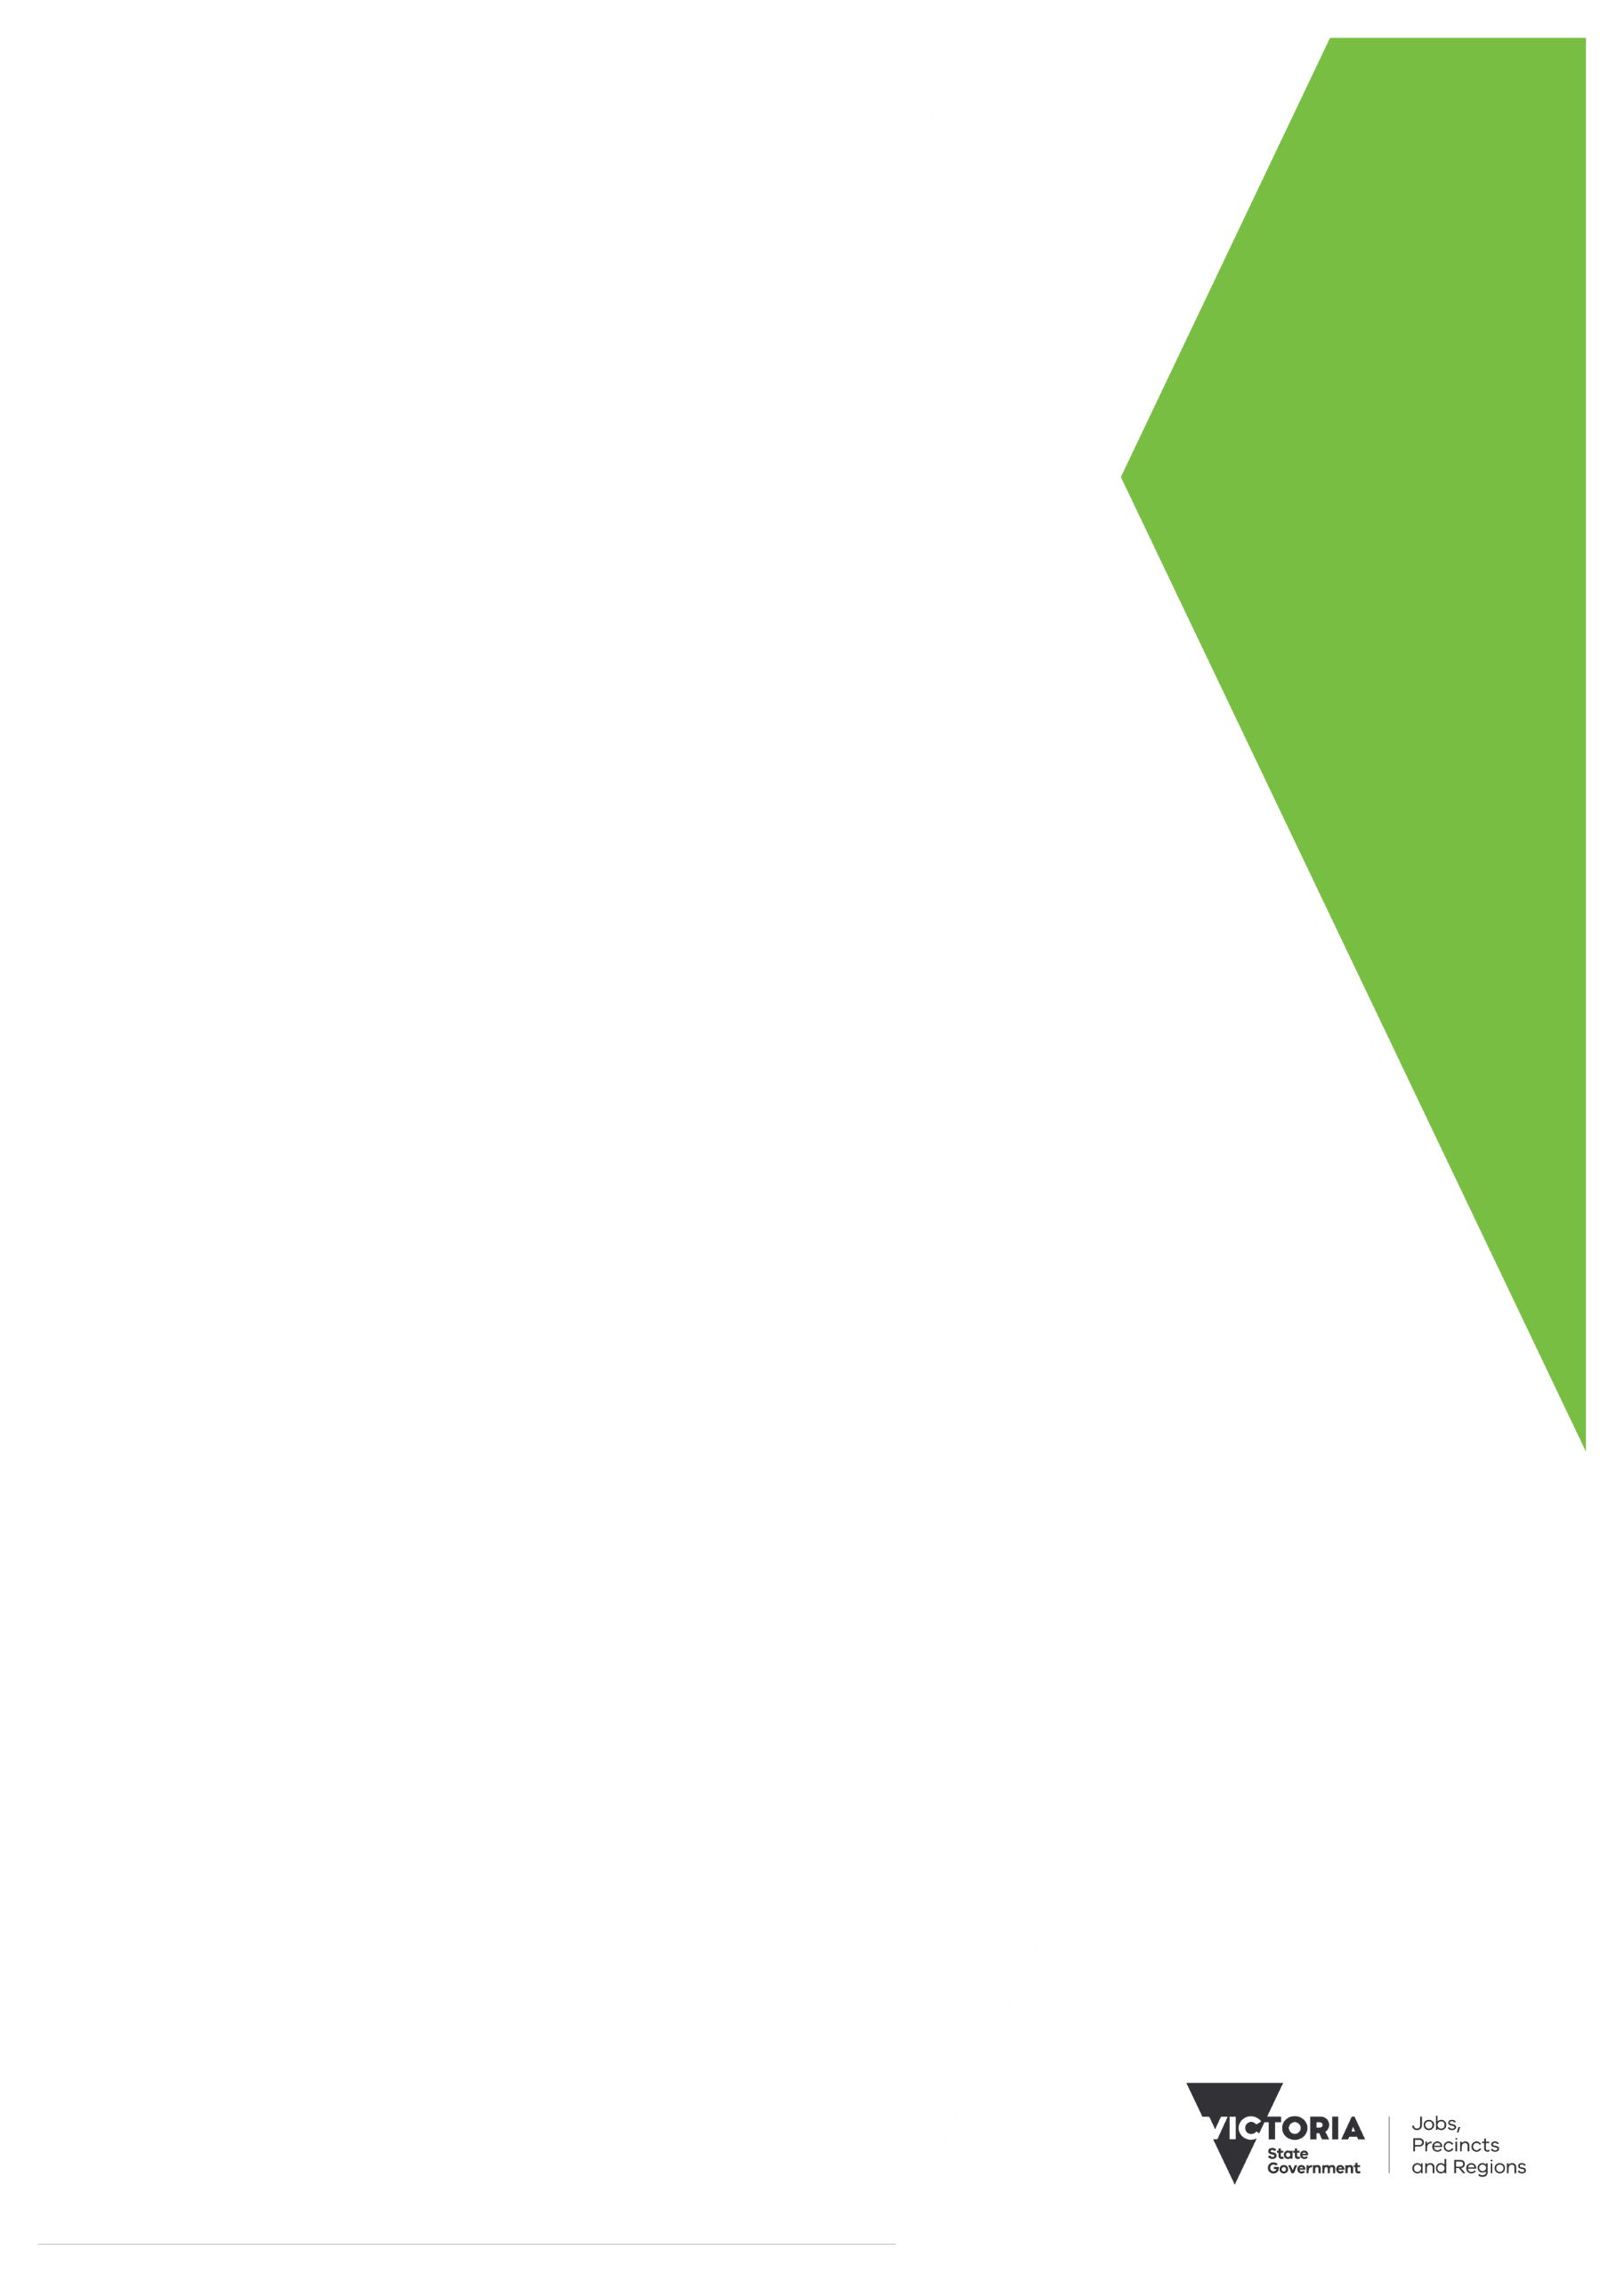 VICTORIA
State
Government
Jobs,
Precincts
and Regions